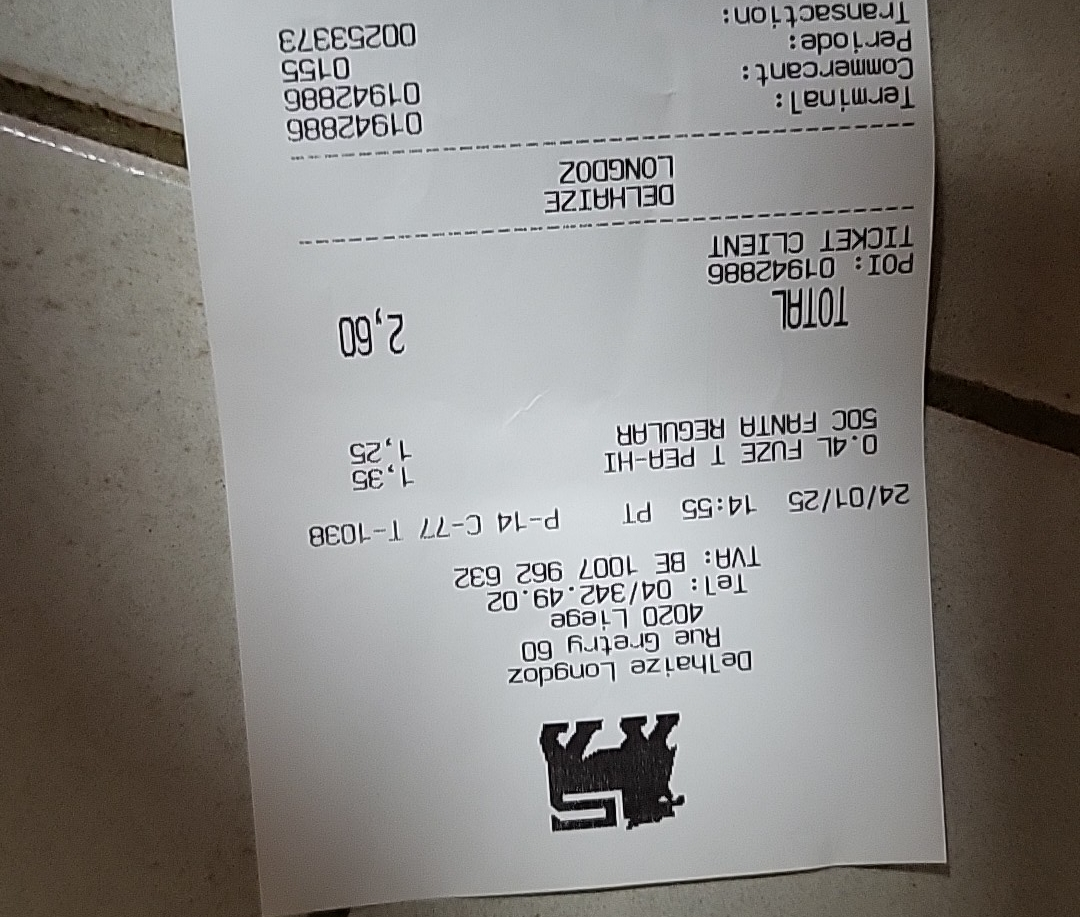 Delhaize Longdoz
Rue Gretry 60
4020 Liege
Tel: 04/342.49.02
TVA: BE 1007 962 632
24/01/25 14:55 PT P-14 C-77 T-1038
0.4L FUZE T PEA-HI 1,35
50C FANTA REGULAR 1,25
TOTAL 2,60
POI: 01942886
TICKET CLIENT
DELHAIZE
LONGDOZ
Terminal: 01942886
Commercant: 01942886
Periode: 0155
Transaction: 00253373